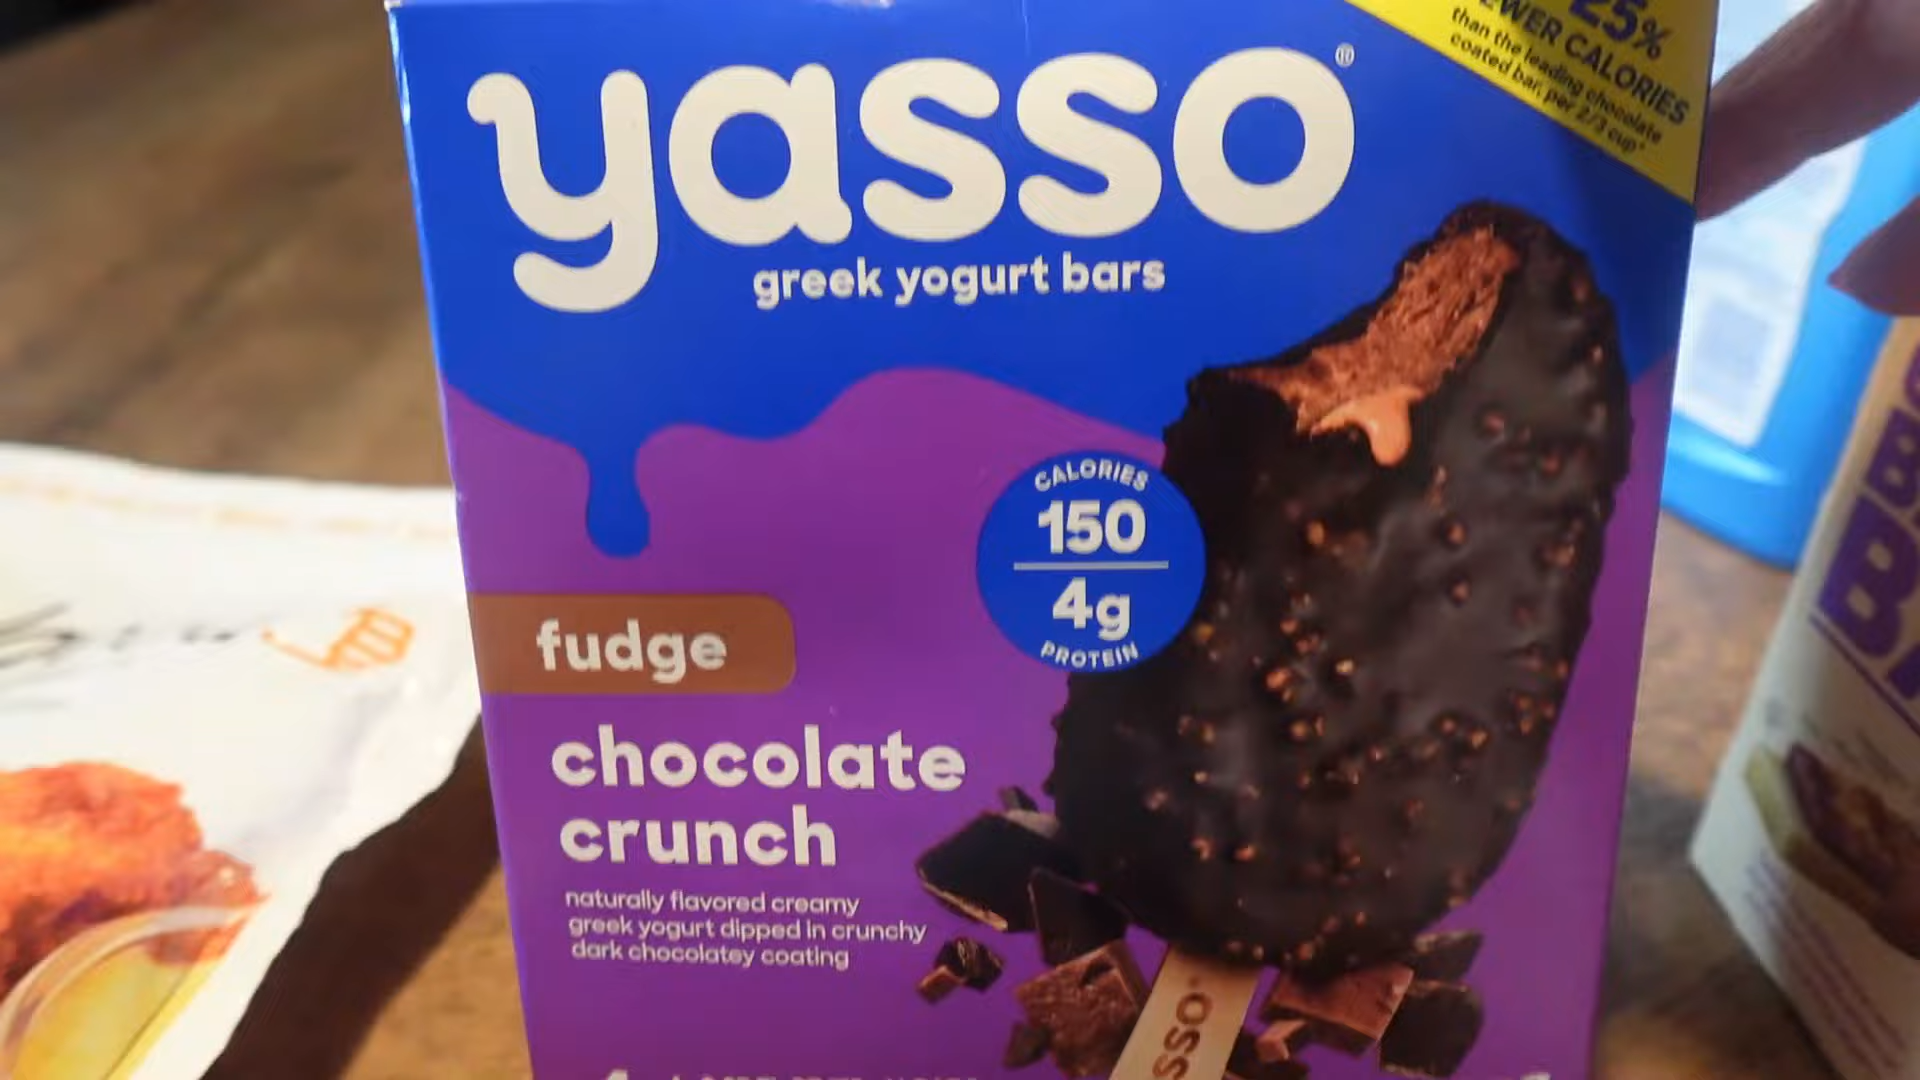 yasso®
greek yogurt bars
25%
FEWER CALORIES
than the leading chocolate
coated bar, per 2/3 cup*
CALORIES
150
4g
PROTEIN
fudge
chocolate
crunch
naturally flavored creamy
greek yogurt dipped in crunchy
dark chocolatey coating